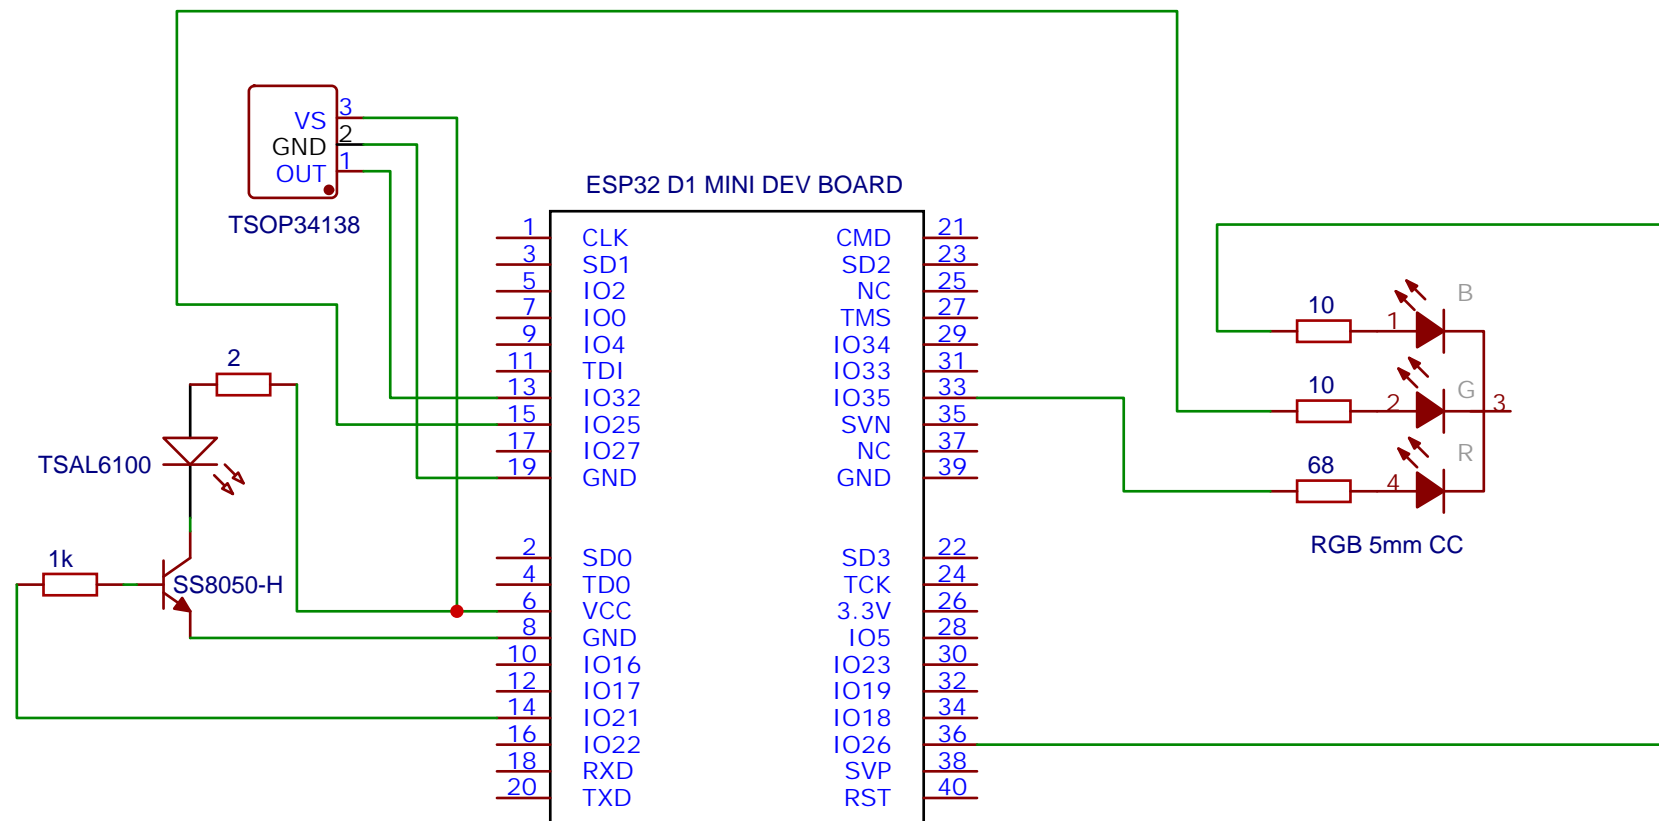 3
VS
2
GND
1
OUT
TSOP34138
ESP32 D1 MINI DEV BOARD
1 CLK CMD 21
3 SD1 SD2 23
5 IO2 NC 25
7 IO0 TMS 27
9 IO4 IO34 29
11 TDI IO33 31
13 IO32 IO35 33
15 IO25 SVN 35
17 IO27 NC 37
19 GND GND 39
2 SD0 SD3 22
4 TD0 TCK 24
6 VCC 3.3V 26
8 GND IO5 28
10 IO16 IO23 30
12 IO17 IO19 32
14 IO21 IO18 34
16 IO22 IO26 36
18 RXD SVP 38
20 TXD RST 40
2
TSAL6100
1k
SS8050-H
10 1 B
10 2 G 3
68 4 R
RGB 5mm CC